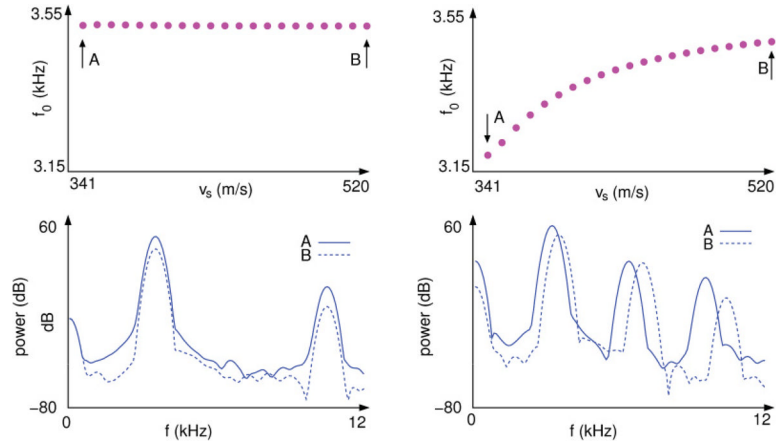 3.55
f₀ (kHz)
3.15
A
B
341
vₛ (m/s)
520
3.55
f₀ (kHz)
3.15
A
B
341
vₛ (m/s)
520
60
power (dB)
dB
−80
A
B
0
f (kHz)
12
60
power (dB)
−80
A
B
0
f (kHz)
12